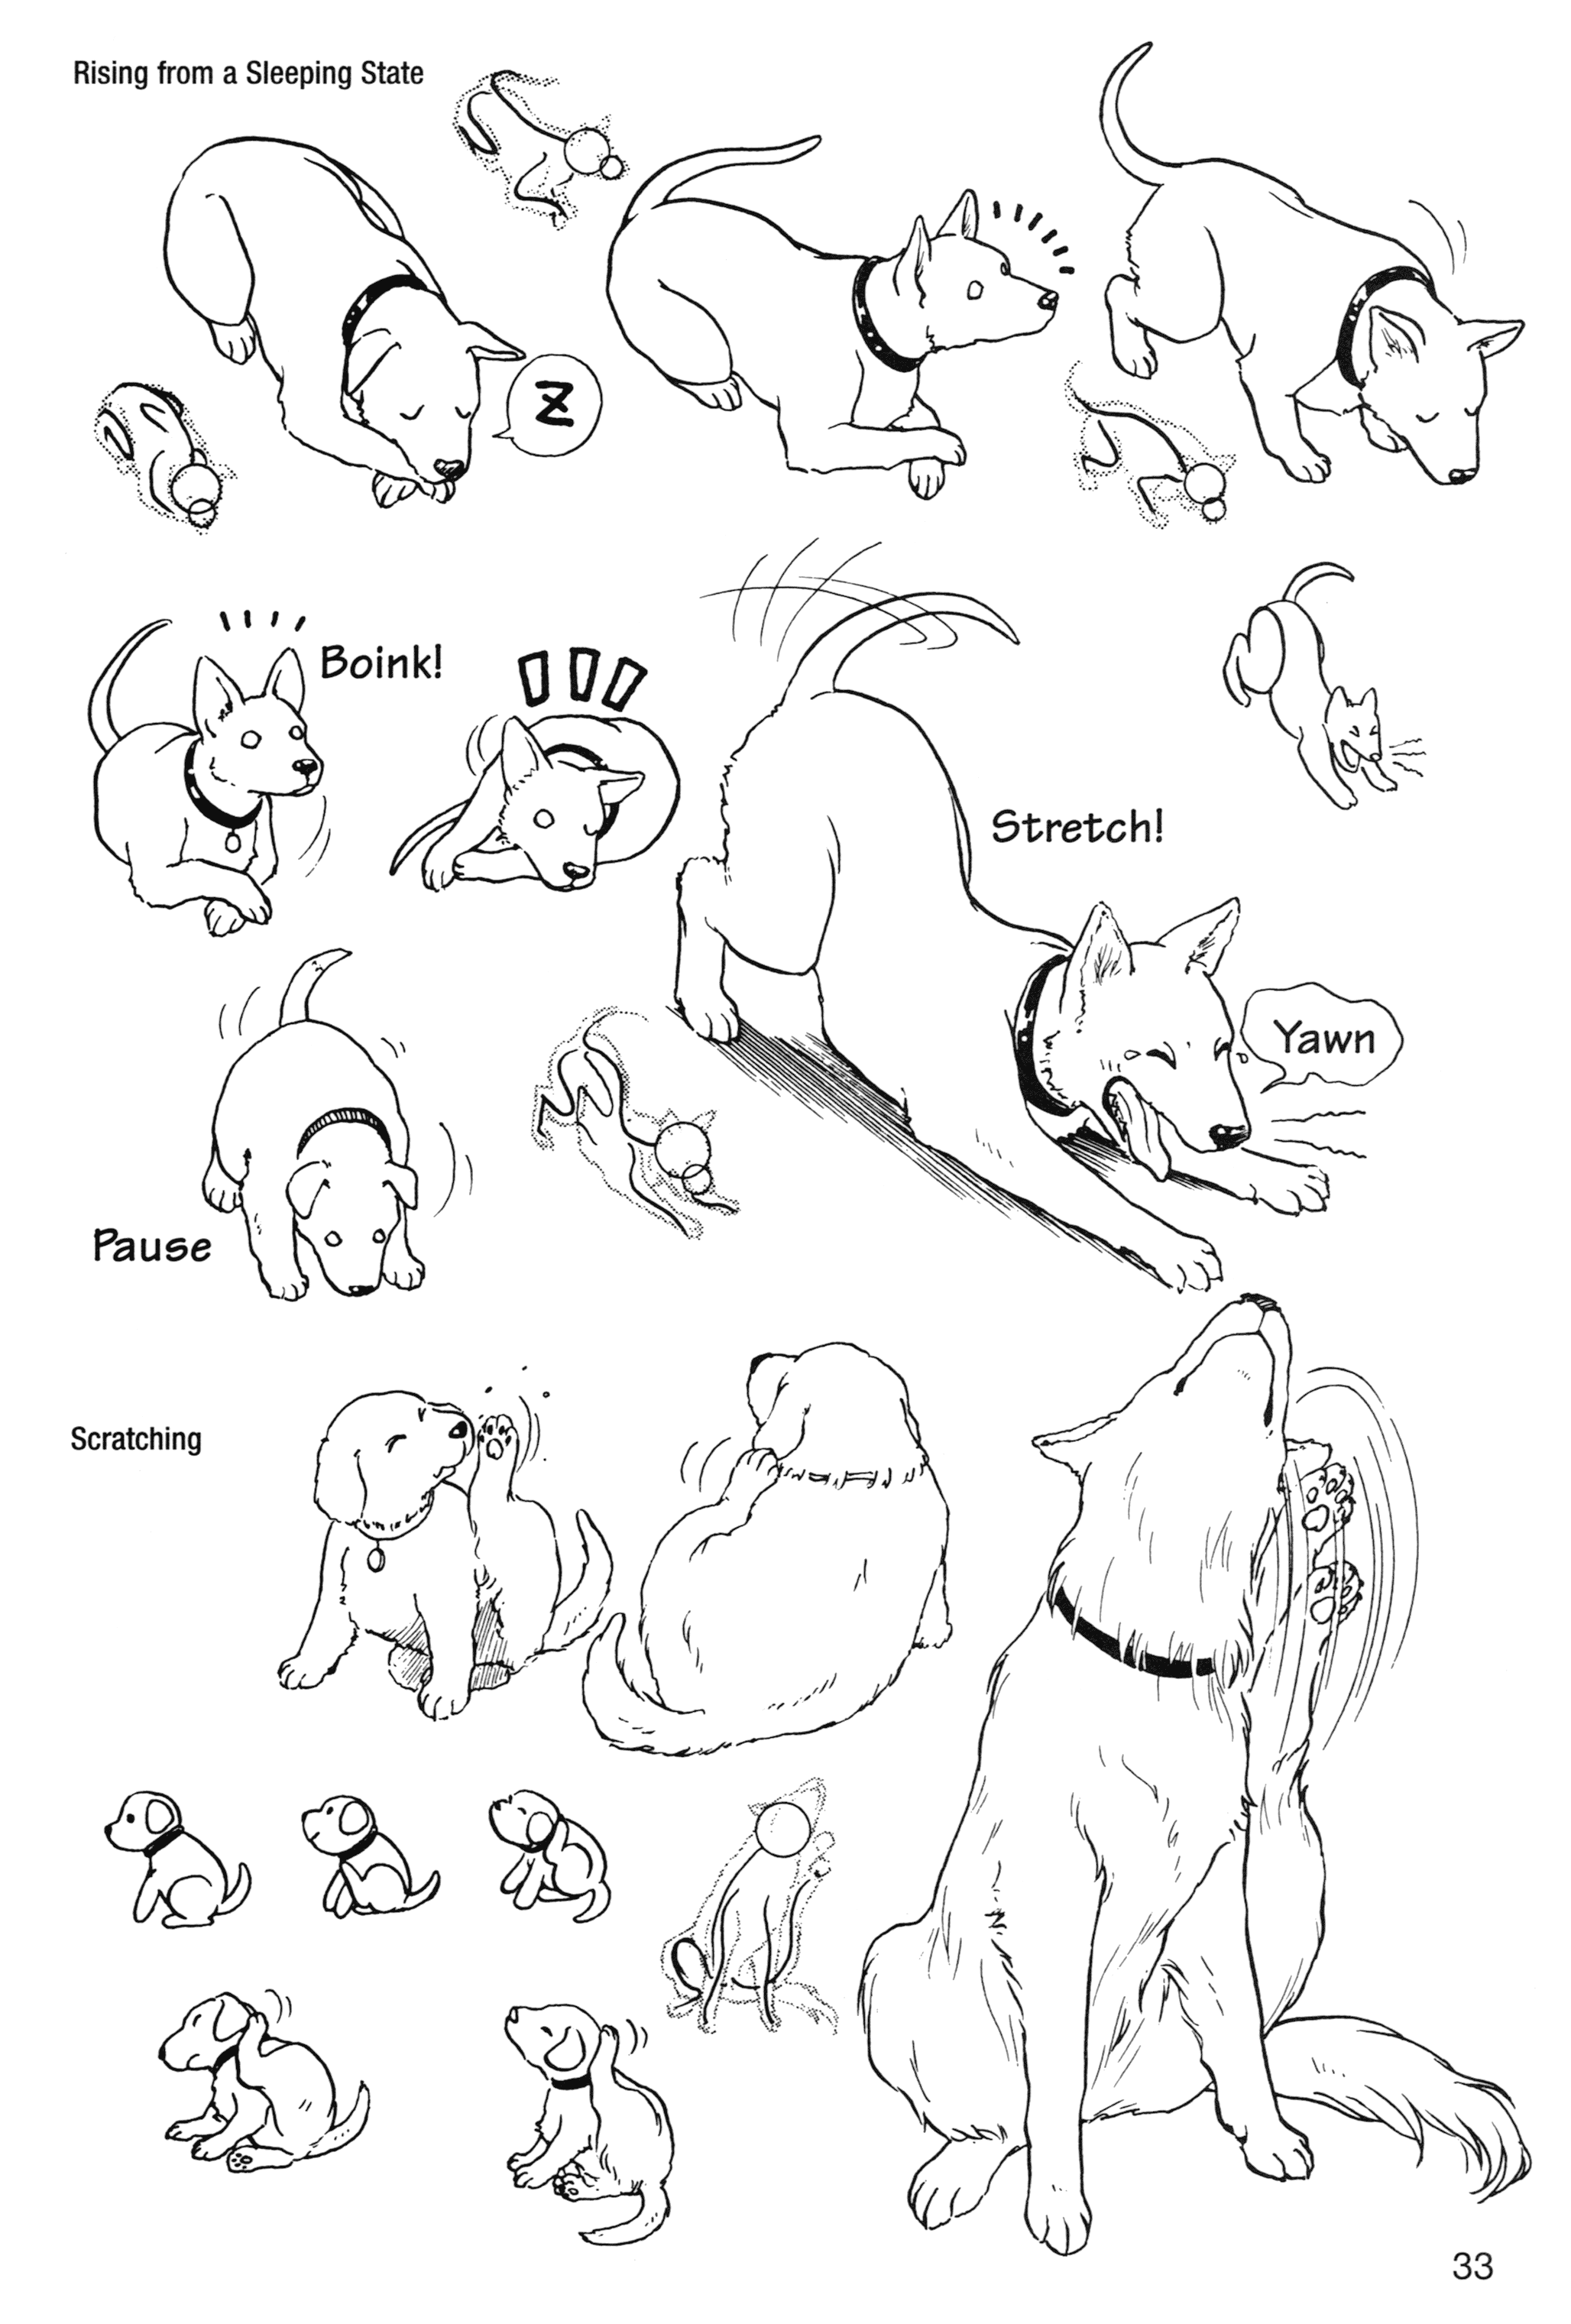 Rising from a Sleeping State
Z
Boink!
Stretch!
Yawn
Pause
Scratching
33